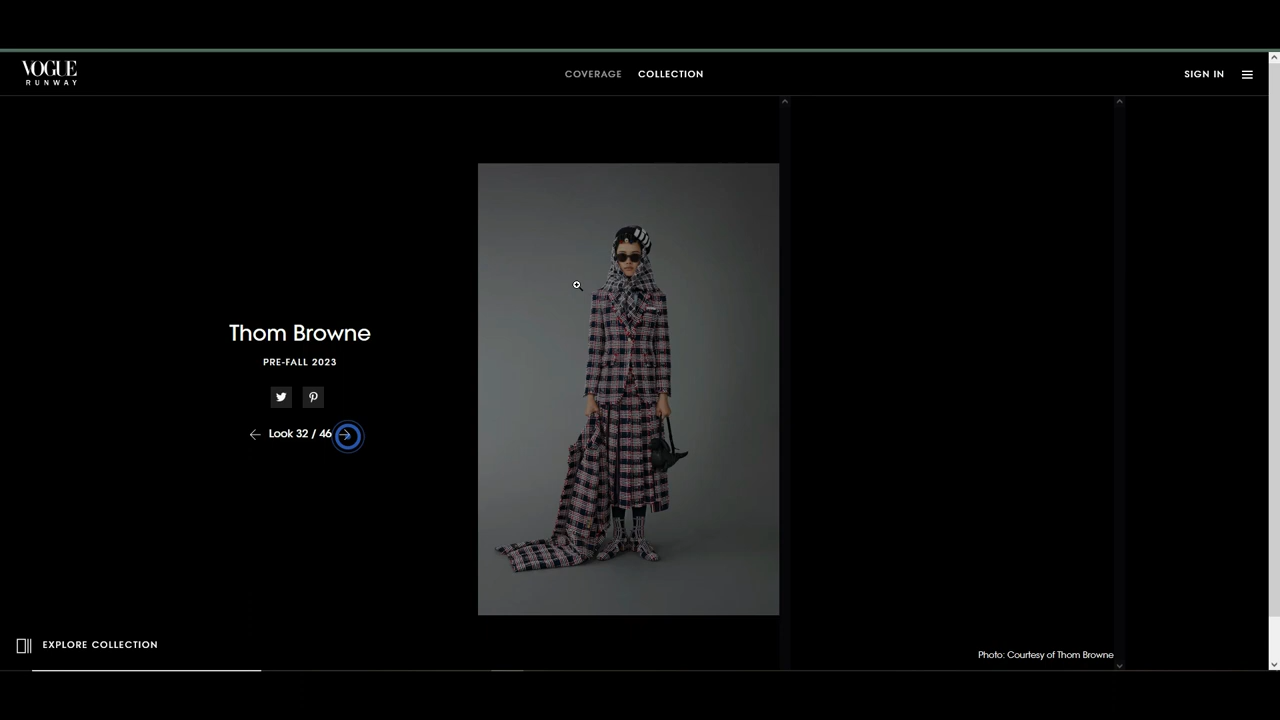 VOGUE
RUNWAY
COVERAGE
COLLECTION
SIGN IN
Thom Browne
PRE-FALL 2023
Look 32 / 46
EXPLORE COLLECTION
Photo: Courtesy of Thom Browne